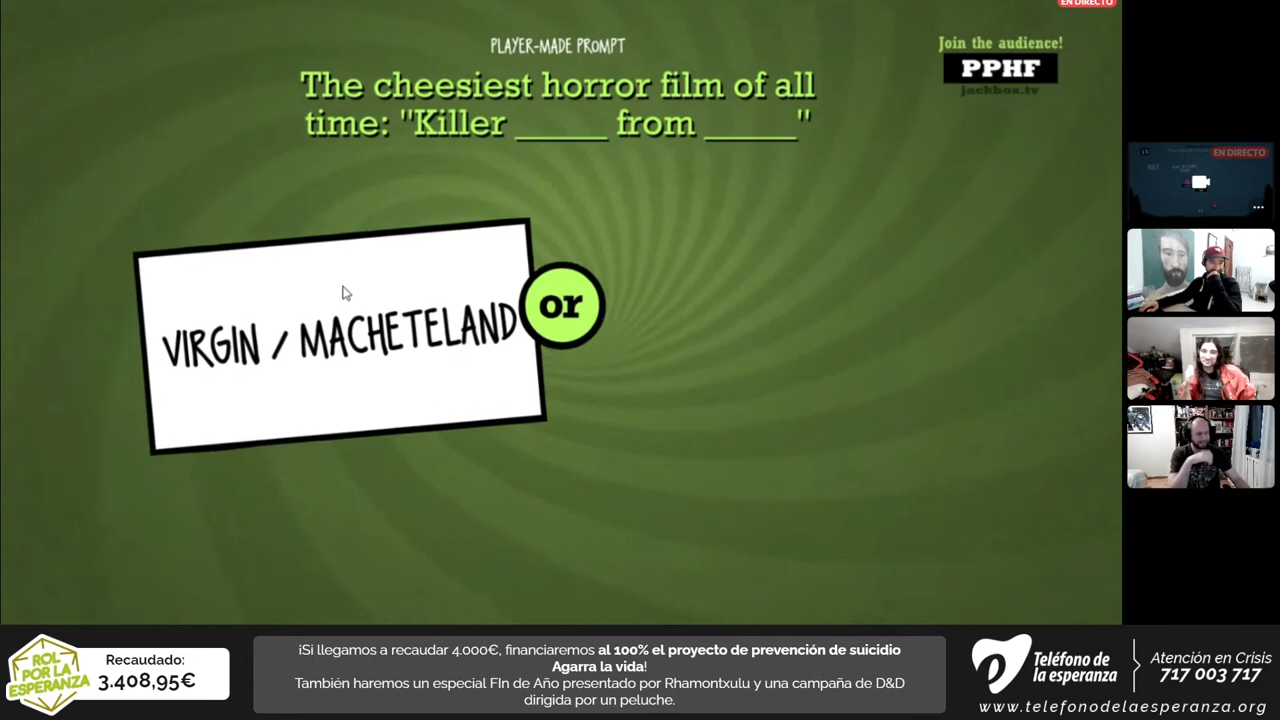 EN DIRECTO
PLAYER-MADE PROMPT
The cheesiest horror film of all
time: "Killer _____ from _____"
Join the audience!
PPHF
jackbox.tv
EN DIRECTO
VIRGIN / MACHETELAND
or
ROL
POR LA
ESPERANZA
Recaudado:
3.408,95€
¡Si llegamos a recaudar 4.000€, financiaremos al 100% el proyecto de prevención de suicidio
Agarra la vida!
También haremos un especial FIn de Año presentado por Rhamontxulu y una campaña de D&D
dirigida por un peluche.
Teléfono de
la esperanza
Atención en Crisis
717 003 717
www.telefonodelaesperanza.org